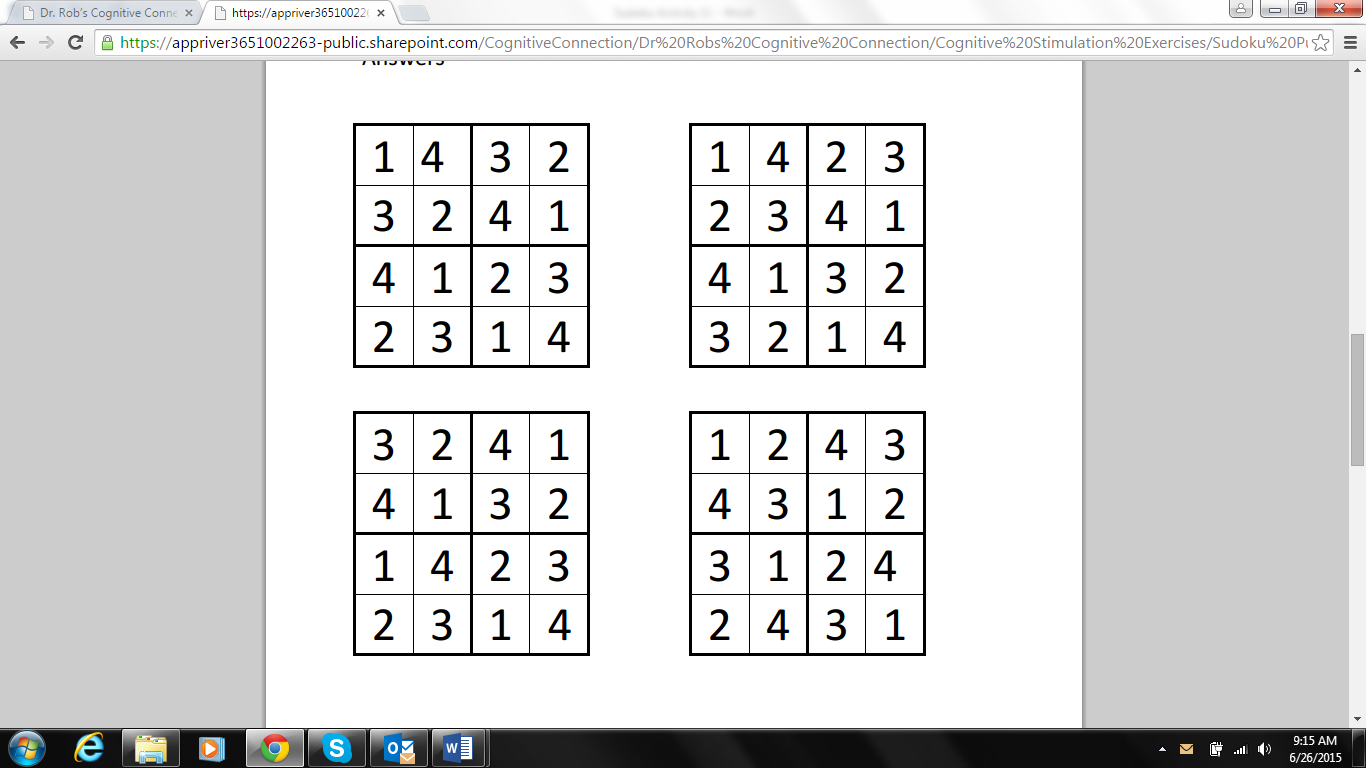 Dr. Rob's Cognitive Conne
https://appriver365100226
https://appriver3651002263-public.sharepoint.com/CognitiveConnection/Dr%20Robs%20Cognitive%20Connection/Cognitive%20Stimulation%20Exercises/Sudoku%20Pu
Answers
1 4 3 2
3 2 4 1
4 1 2 3
2 3 1 4
1 4 2 3
2 3 4 1
4 1 3 2
3 2 1 4
3 2 4 1
4 1 3 2
1 4 2 3
2 3 1 4
1 2 4 3
4 3 1 2
3 1 2 4
2 4 3 1
9:15 AM
6/26/2015